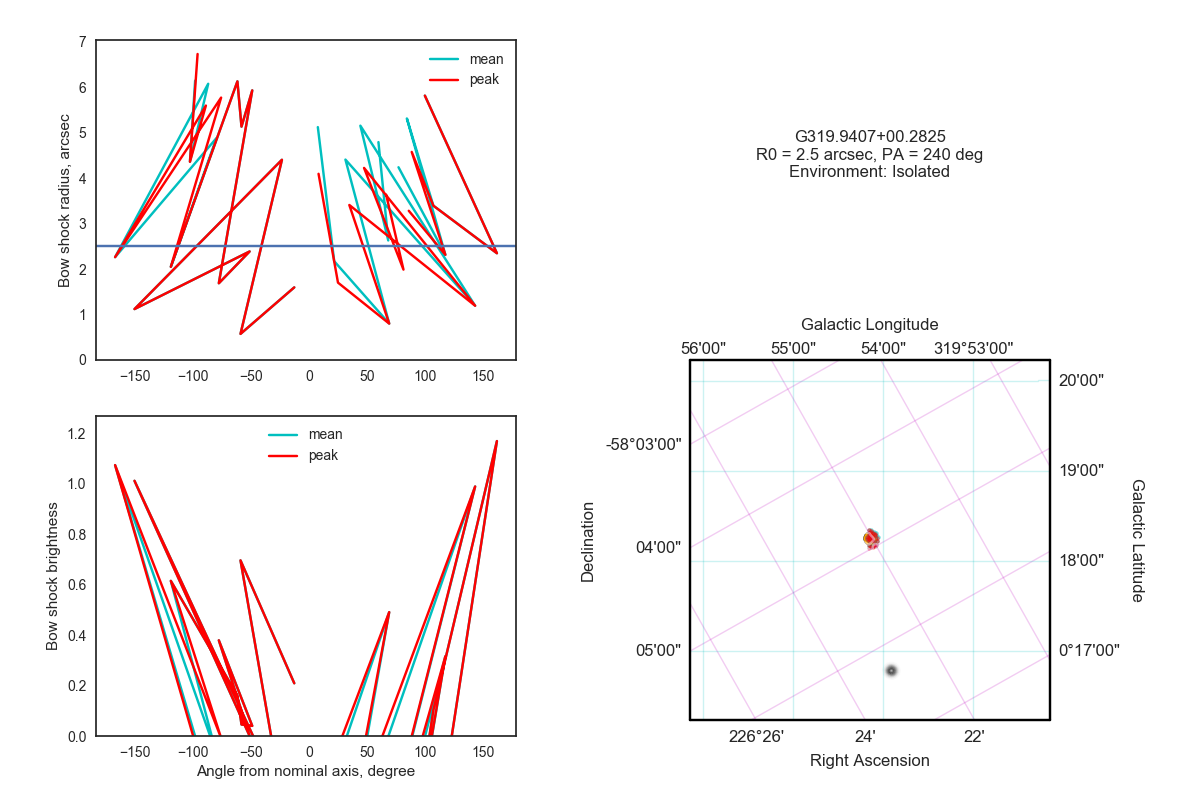 7
6
5
4
3
2
1
0
Bow shock radius, arcsec
mean
peak
−150
−100
−50
0
50
100
150
1.2
1.0
0.8
0.6
0.4
0.2
0.0
Bow shock brightness
mean
peak
−150
−100
−50
0
50
100
150
Angle from nominal axis, degree
G319.9407+00.2825
R0 = 2.5 arcsec, PA = 240 deg
Environment: Isolated
Galactic Longitude
56'00" 55'00" 54'00" 319°53'00"
20'00"
19'00"
18'00"
0°17'00"
Galactic Latitude
-58°03'00"
04'00"
05'00"
Declination
226°26' 24' 22'
Right Ascension